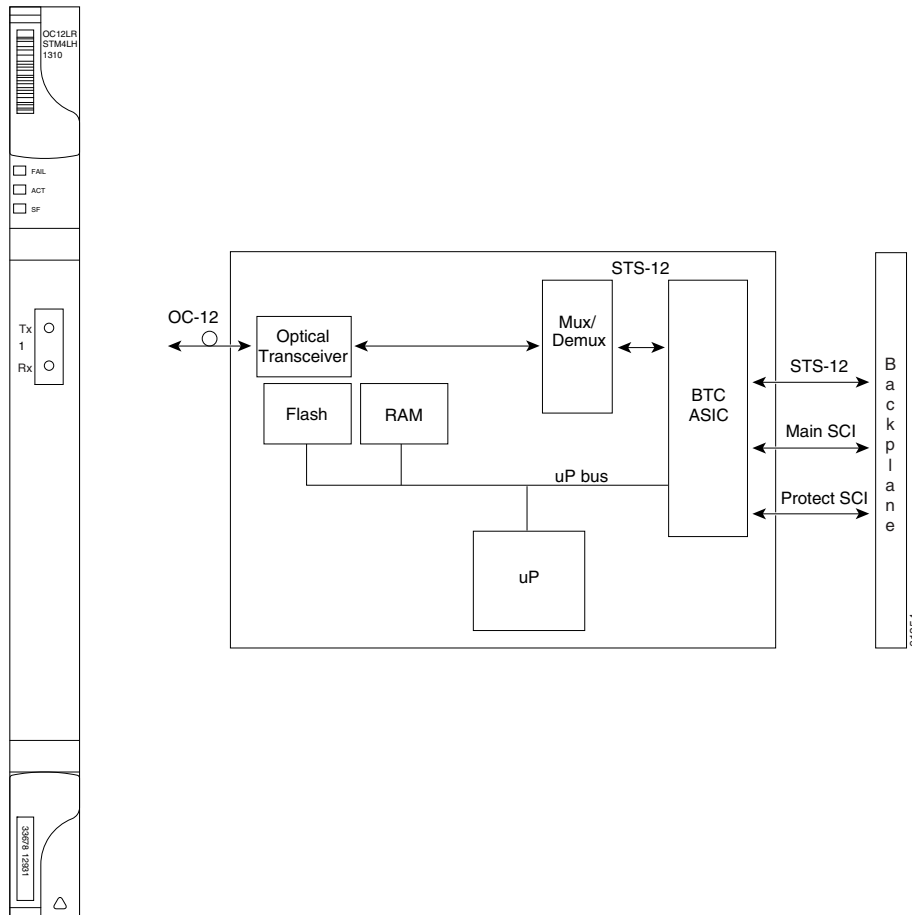 OC12LR
STM4LH
1310
FAIL
ACT
SF
Tx
1
Rx
33678 12931
OC-12
Optical
Transceiver
Flash
RAM
uP bus
uP
STS-12
Mux/
Demux
BTC
ASIC
STS-12
Main SCI
Protect SCI
Backplane